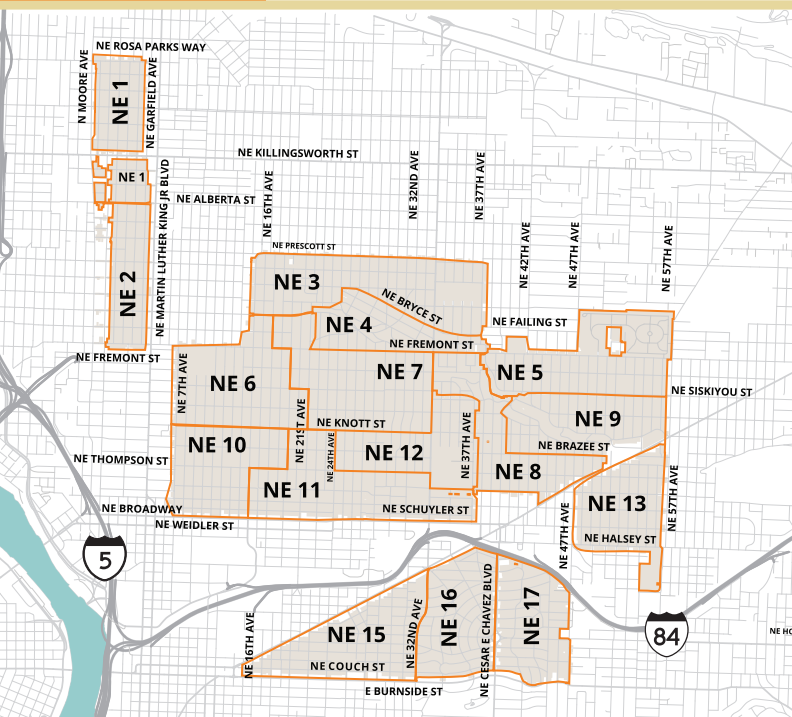 NE ROSA PARKS WAY
N MOORE AVE
NE 1
NE GARFIELD AVE
NE KILLINGSWORTH ST
NE 1
NE MARTIN LUTHER KING JR BLVD
NE ALBERTA ST
NE 16TH AVE
NE 32ND AVE
NE 37TH AVE
NE 42TH AVE
NE 47TH AVE
NE 57TH AVE
NE PRESCOTT ST
NE 2
NE 3
NE BRYCE ST
NE 4
NE FAILING ST
NE FREMONT ST
NE FREMONT ST
NE 7TH AVE
NE 6
NE 7
NE 5
NE SISKIYOU ST
NE 21ST AVE
NE KNOTT ST
NE 37TH AVE
NE 9
NE BRAZEE ST
NE 10
NE 24TH AVE
NE 12
NE THOMPSON ST
NE 8
NE 11
NE 13
NE 57TH AVE
NE BROADWAY
NE SCHUYLER ST
NE WEIDLER ST
NE 47TH AVE
NE HALSEY ST
5
NE 16TH AVE
NE 15
NE 32ND AVE
NE 16
NE CESAR E CHAVEZ BLVD
NE 17
84
NE HO
NE COUCH ST
E BURNSIDE ST